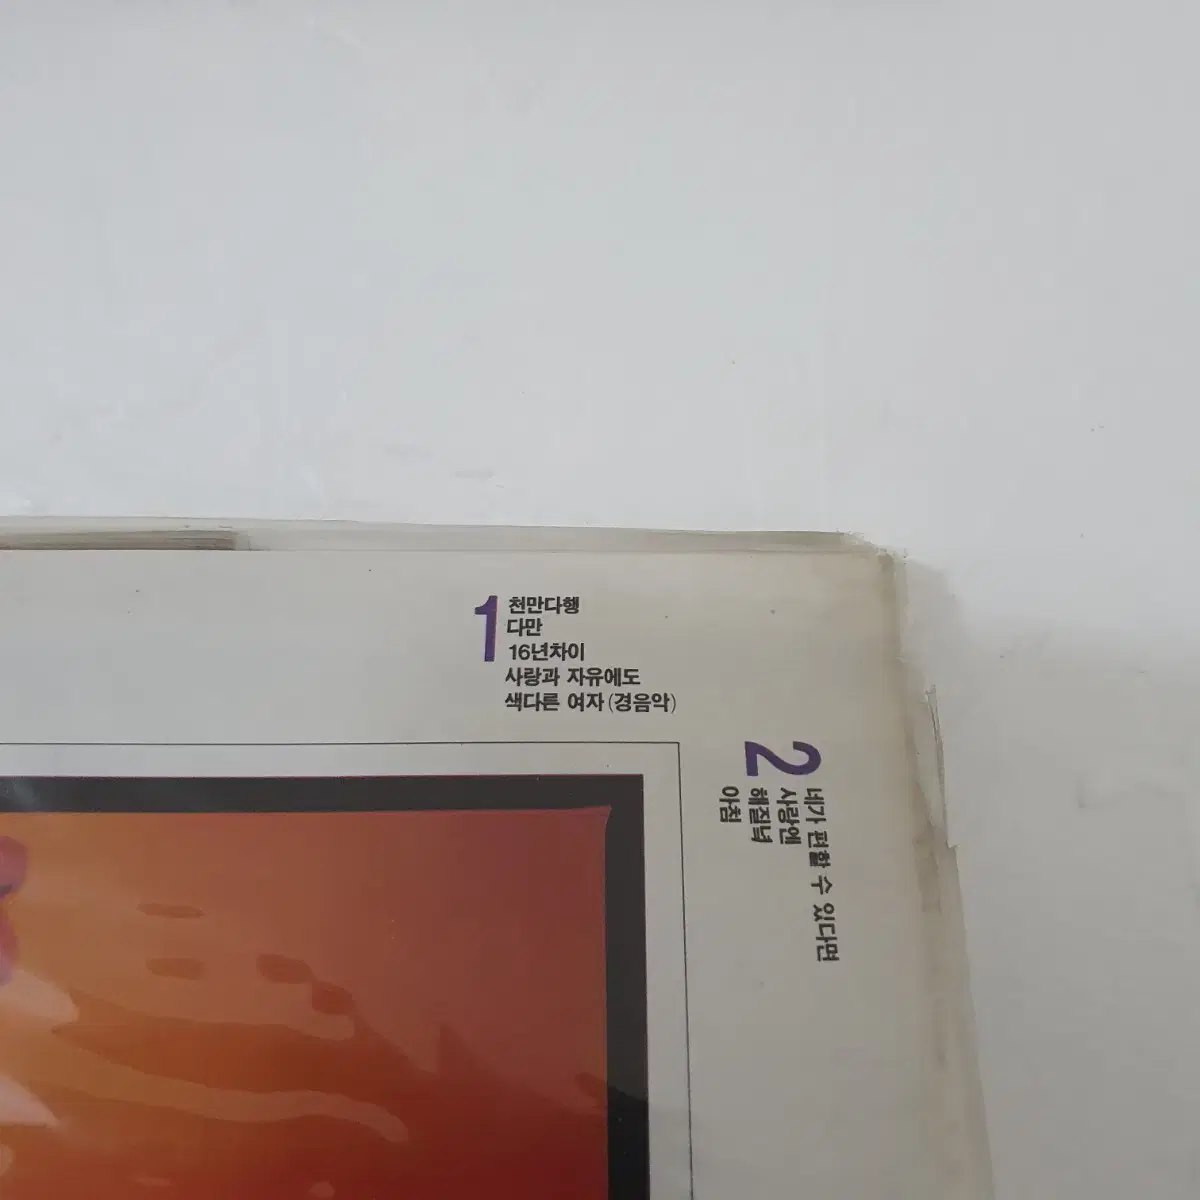 1
천만다행
다만
16년차이
사랑과 자유에도
색다른 여자 (경음악)
2
네가 편할 수 있다면
사랑엔
해질녘
아침